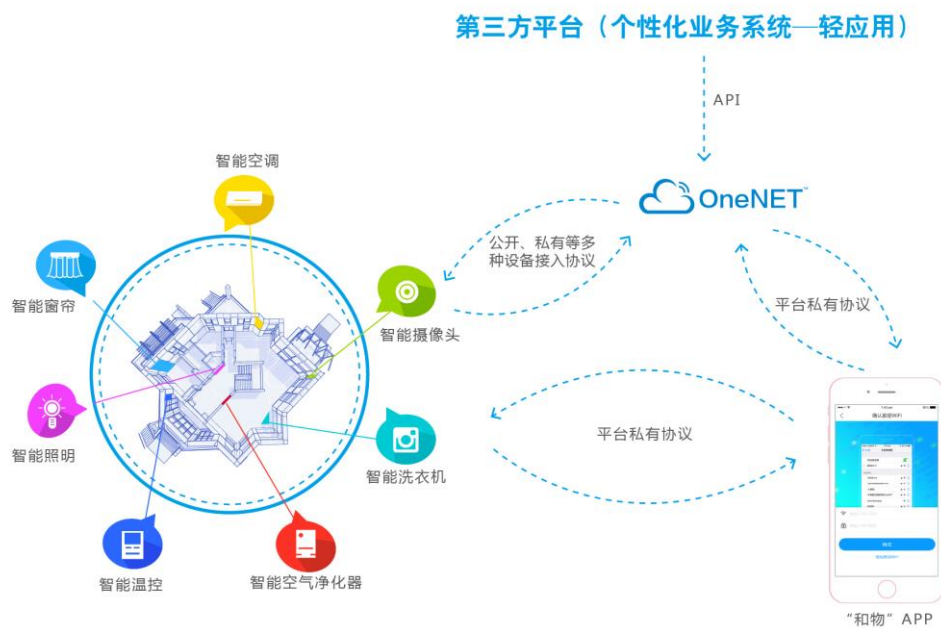 第三方平台（个性化业务系统—轻应用）
API
智能空调
OneNET™
公开、私有等多
种设备接入协议
智能窗帘
智能摄像头
平台私有协议
智能照明
平台私有协议
智能洗衣机
智能温控
智能空气净化器
“和物”APP